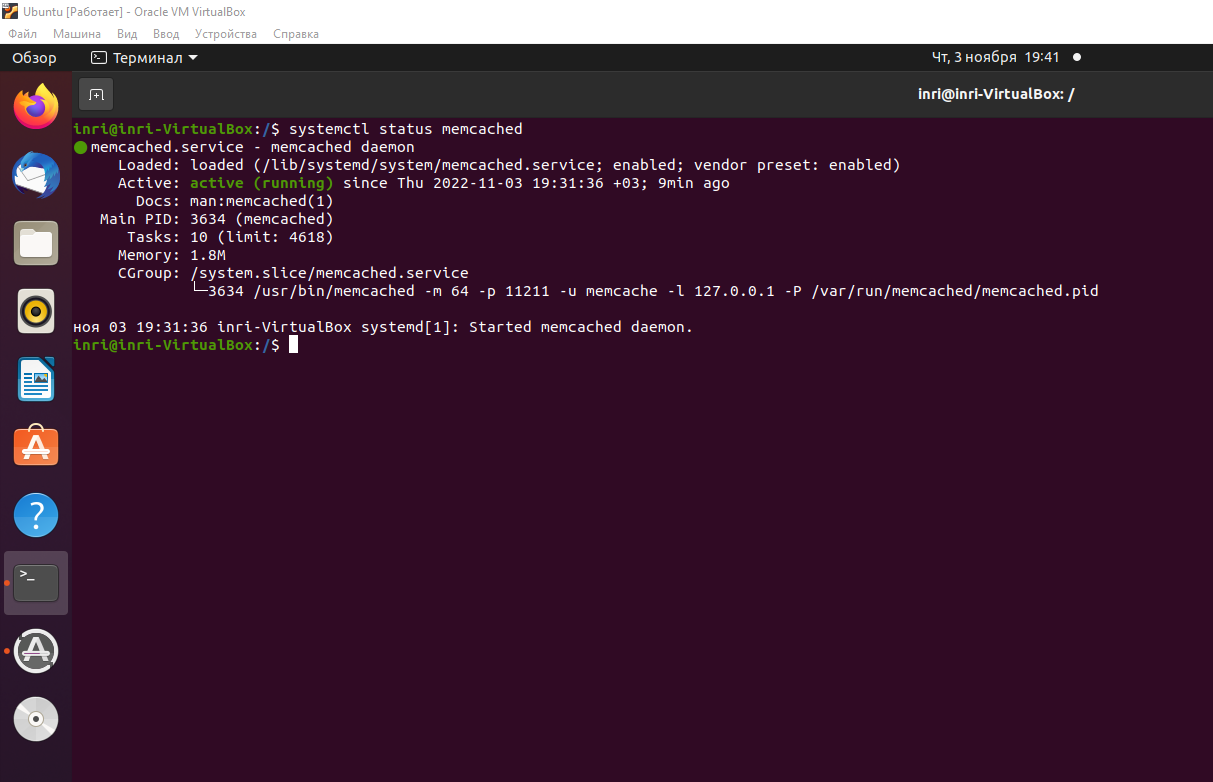 Ubuntu [Работает] - Oracle VM VirtualBox
Файл Машина Вид Ввод Устройства Справка
Обзор Терминал Чт, 3 ноября 19:41
inri@inri-VirtualBox: /
inri@inri-VirtualBox:/$ systemctl status memcached
memcached.service - memcached daemon
Loaded: loaded (/lib/systemd/system/memcached.service; enabled; vendor preset: enabled)
Active: active (running) since Thu 2022-11-03 19:31:36 +03; 9min ago
Docs: man:memcached(1)
Main PID: 3634 (memcached)
Tasks: 10 (limit: 4618)
Memory: 1.8M
CGroup: /system.slice/memcached.service
└─3634 /usr/bin/memcached -m 64 -p 11211 -u memcache -l 127.0.0.1 -P /var/run/memcached/memcached.pid
ноя 03 19:31:36 inri-VirtualBox systemd[1]: Started memcached daemon.
inri@inri-VirtualBox:/$